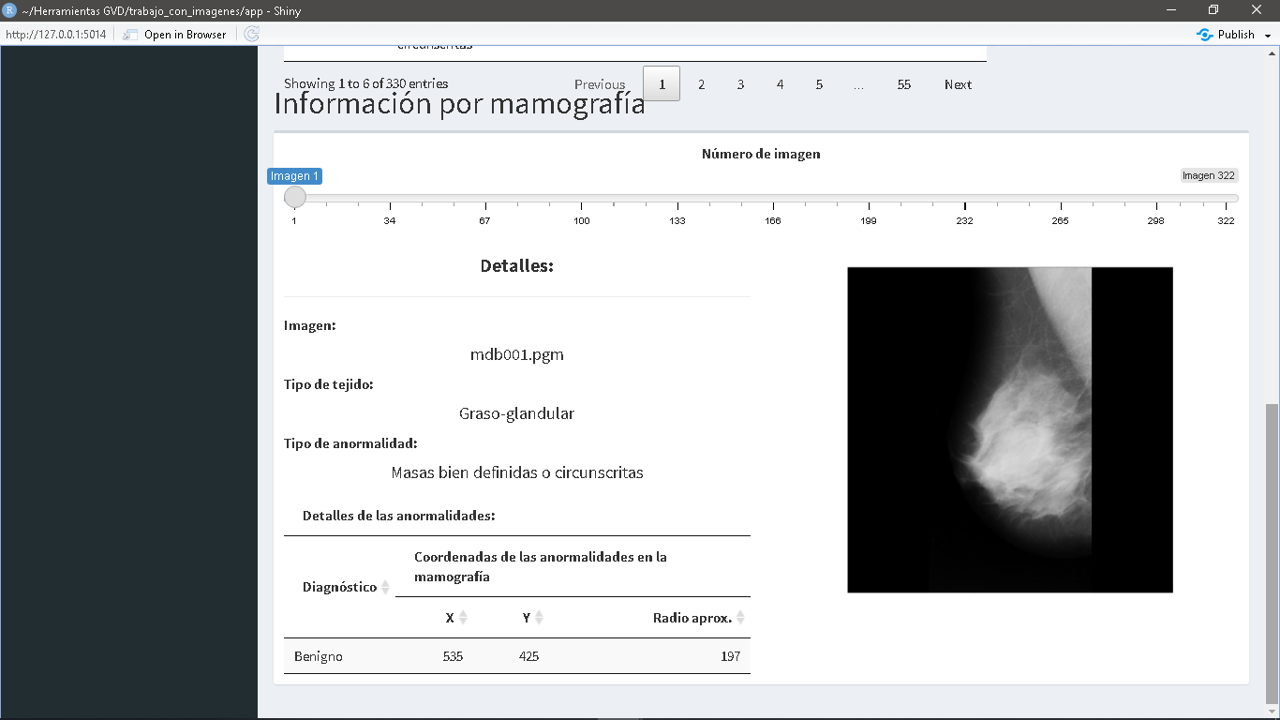 ~/Herramientas GVD/trabajo_con_imagenes/app - Shiny
http://127.0.0.1:5014 Open in Browser Publish
circunscritas
Showing 1 to 6 of 330 entries Previous 1 2 3 4 5 ... 55 Next
Información por mamografía
Número de imagen
Imagen 1 Imagen 322
1 34 67 100 133 166 199 232 265 298 322
Detalles:
Imagen:
mdb001.pgm
Tipo de tejido:
Graso-glandular
Tipo de anormalidad:
Masas bien definidas o circunscritas
Detalles de las anormalidades:
Coordenadas de las anormalidades en la
mamografía
Diagnóstico
X Y Radio aprox.
Benigno 535 425 197